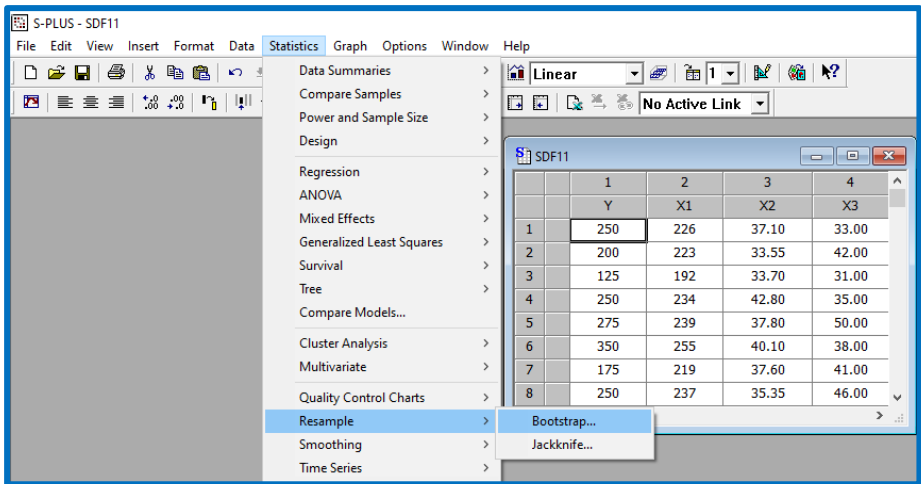 S-PLUS - SDF11
File Edit View Insert Format Data Statistics Graph Options Window Help
Linear 1
No Active Link
Data Summaries
Compare Samples
Power and Sample Size
Design
Regression
ANOVA
Mixed Effects
Generalized Least Squares
Survival
Tree
Compare Models...
Cluster Analysis
Multivariate
Quality Control Charts
Resample
Smoothing
Time Series
Bootstrap...
Jackknife...
SDF11
1 2 3 4
Y X1 X2 X3
1 250 226 37.10 33.00
2 200 223 33.55 42.00
3 125 192 33.70 31.00
4 250 234 42.80 35.00
5 275 239 37.80 50.00
6 350 255 40.10 38.00
7 175 219 37.60 41.00
8 250 237 35.35 46.00